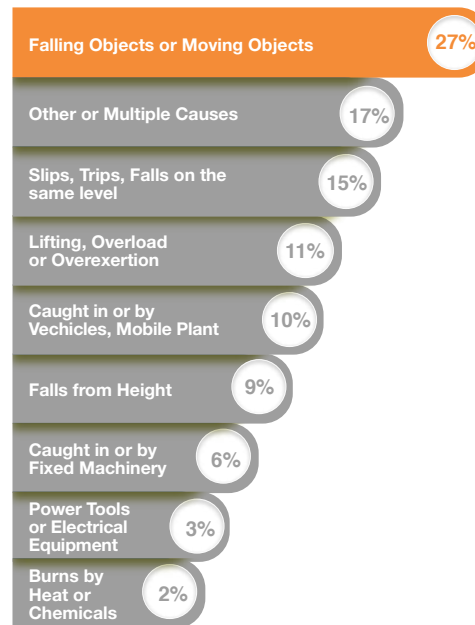 Falling Objects or Moving Objects
27%
Other or Multiple Causes
17%
Slips, Trips, Falls on the
same level
15%
Lifting, Overload
or Overexertion
11%
Caught in or by
Vechicles, Mobile Plant
10%
Falls from Height
9%
Caught in or by
Fixed Machinery
6%
Power Tools
or Electrical
Equipment
3%
Burns by
Heat or
Chemicals
2%